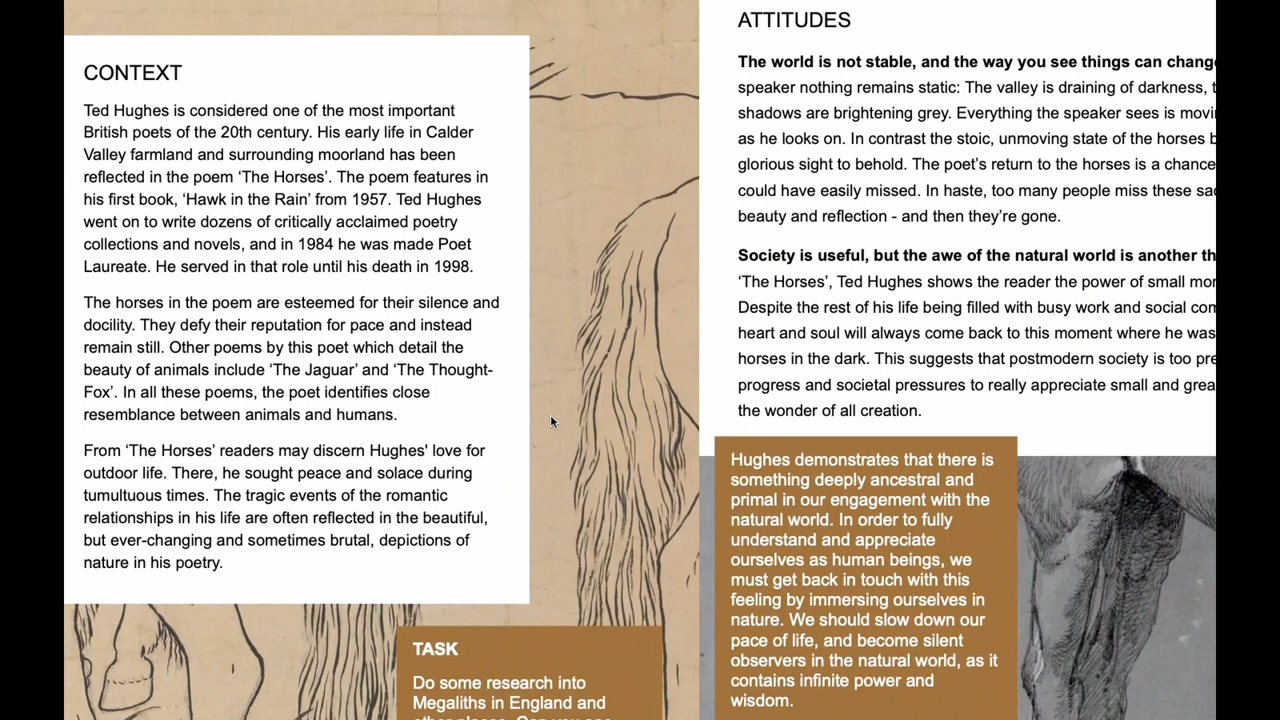 CONTEXT
Ted Hughes is considered one of the most important
British poets of the 20th century. His early life in Calder
Valley farmland and surrounding moorland has been
reflected in the poem ‘The Horses’. The poem features in
his first book, ‘Hawk in the Rain’ from 1957. Ted Hughes
went on to write dozens of critically acclaimed poetry
collections and novels, and in 1984 he was made Poet
Laureate. He served in that role until his death in 1998.
The horses in the poem are esteemed for their silence and
docility. They defy their reputation for pace and instead
remain still. Other poems by this poet which detail the
beauty of animals include ‘The Jaguar’ and ‘The Thought-
Fox’. In all these poems, the poet identifies close
resemblance between animals and humans.
From ‘The Horses’ readers may discern Hughes' love for
outdoor life. There, he sought peace and solace during
tumultuous times. The tragic events of the romantic
relationships in his life are often reflected in the beautiful,
but ever-changing and sometimes brutal, depictions of
nature in his poetry.
TASK
Do some research into
Megaliths in England and
ATTITUDES
The world is not stable, and the way you see things can
speaker nothing remains static: The valley is draining of darkness,
shadows are brightening grey. Everything the speaker sees is
as he looks on. In contrast the stoic, unmoving state of the horses
glorious sight to behold. The poet’s return to the horses is a chance
could have easily missed. In haste, too many people miss these
beauty and reflection - and then they’re gone.
Society is useful, but the awe of the natural world is another
‘The Horses’, Ted Hughes shows the reader the power of small
Despite the rest of his life being filled with busy work and social
heart and soul will always come back to this moment where he was
horses in the dark. This suggests that postmodern society is too
progress and societal pressures to really appreciate small and
the wonder of all creation.
Hughes demonstrates that there is
something deeply ancestral and
primal in our engagement with the
natural world. In order to fully
understand and appreciate
ourselves as human beings, we
must get back in touch with this
feeling by immersing ourselves in
nature. We should slow down our
pace of life, and become silent
observers in the natural world, as it
contains infinite power and
wisdom.